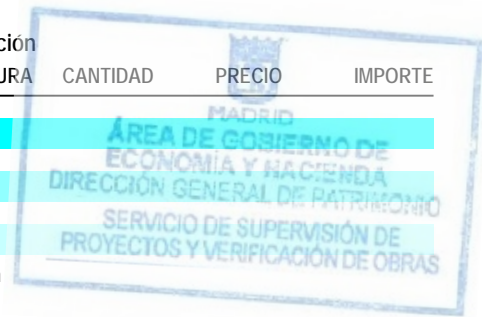 ción
URA CANTIDAD PRECIO IMPORTE
MADRID
ÁREA DE GOBIERNO DE
ECONOMÍA Y HACIENDA
DIRECCIÓN GENERAL DE PATRIMONIO
SERVICIO DE SUPERVISIÓN DE
PROYECTOS Y VERIFICACIÓN DE OBRAS